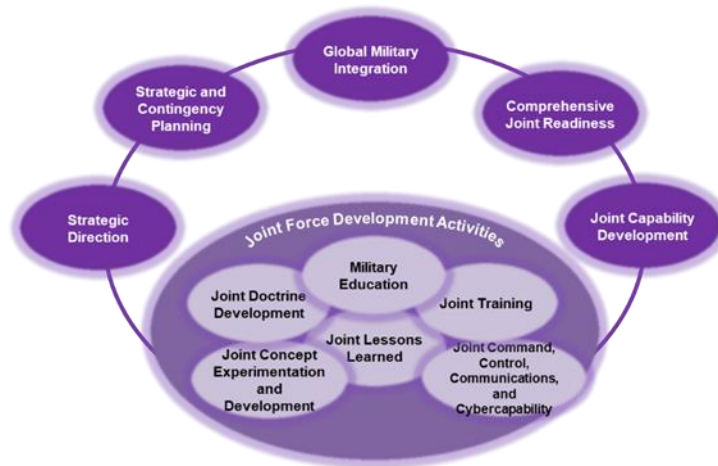 Global Military
Integration
Strategic and
Contingency
Planning
Comprehensive
Joint Readiness
Strategic
Direction
Joint Capability
Development
Joint Force Development Activities
Military
Education
Joint Doctrine
Development
Joint Training
Joint Lessons
Learned
Joint Concept
Experimentation
and
Development
Joint Command,
Control,
Communications,
and
Cybercapability